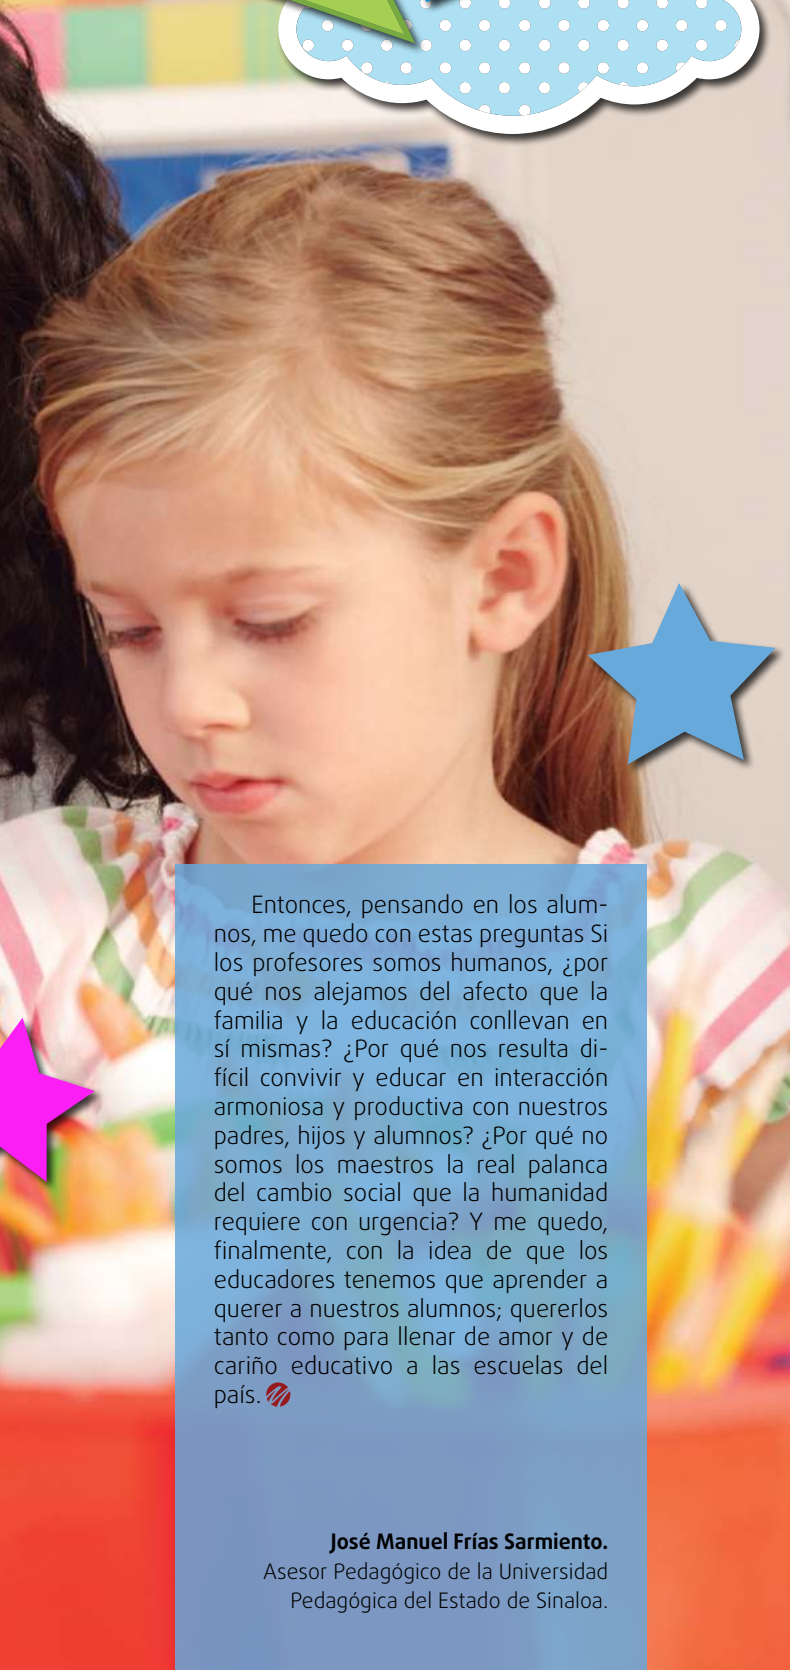 Entonces, pensando en los alum-
nos, me quedo con estas preguntas Si
los profesores somos humanos, ¿por
qué nos alejamos del afecto que la
familia y la educación conllevan en
sí mismas? ¿Por qué nos resulta di-
fícil convivir y educar en interacción
armoniosa y productiva con nuestros
padres, hijos y alumnos? ¿Por qué no
somos los maestros la real palanca
del cambio social que la humanidad
requiere con urgencia? Y me quedo,
finalmente, con la idea de que los
educadores tenemos que aprender a
querer a nuestros alumnos; quererlos
tanto como para llenar de amor y de
cariño educativo a las escuelas del
país.
José Manuel Frías Sarmiento.
Asesor Pedagógico de la Universidad
Pedagógica del Estado de Sinaloa.